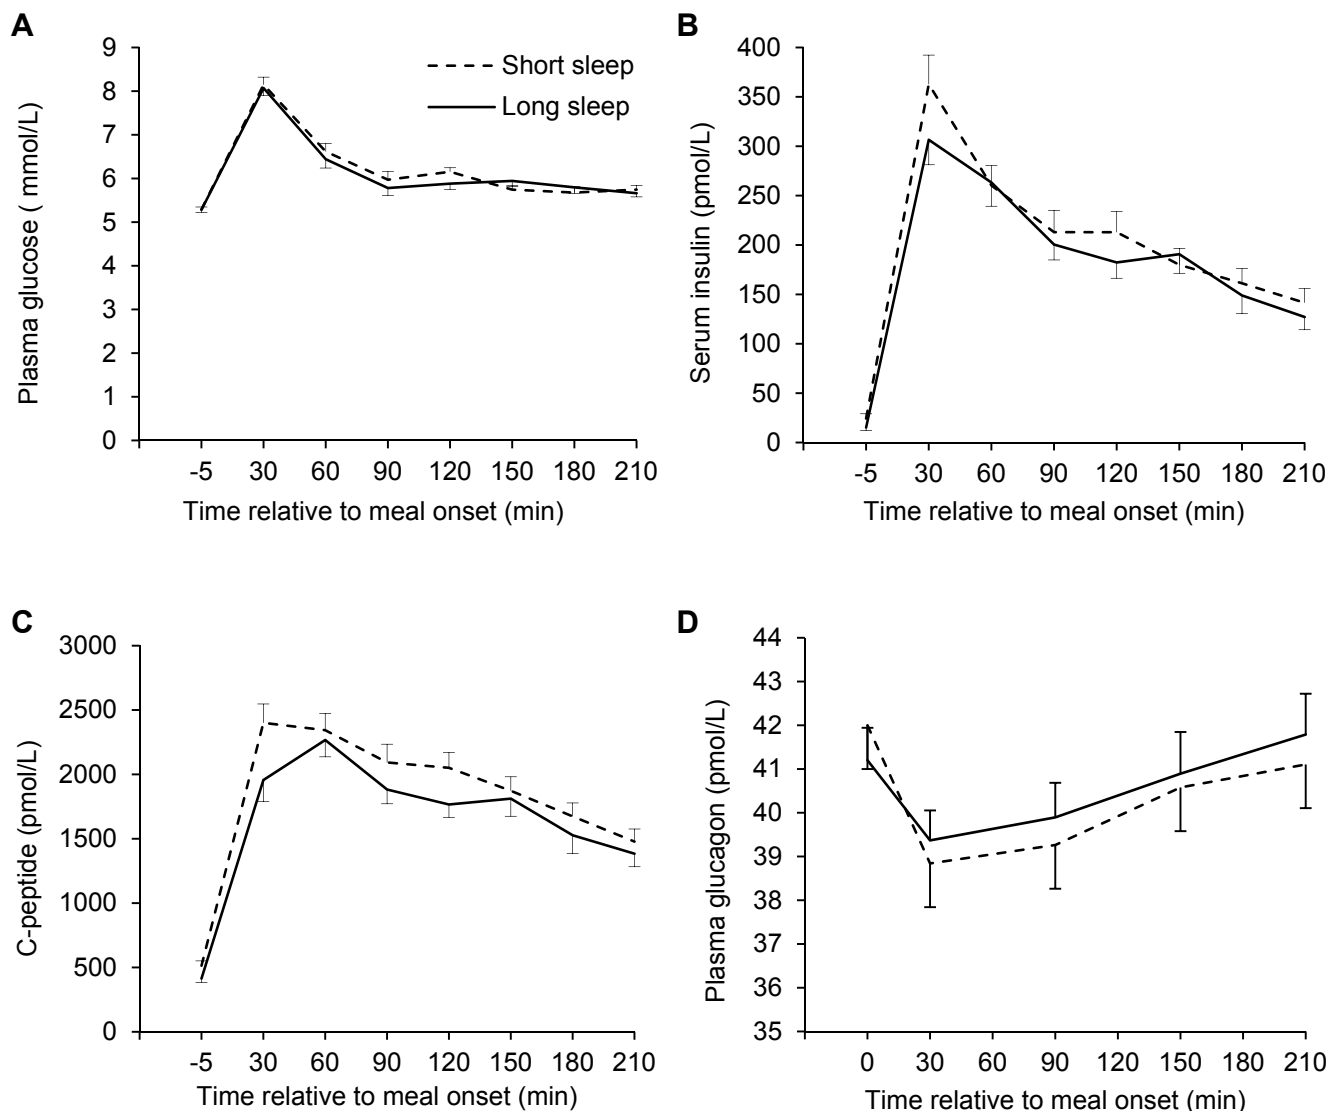 A
Plasma glucose ( mmol/L)
9
8
7
6
5
4
3
2
1
0
Short sleep
Long sleep
-5 30 60 90 120 150 180 210
Time relative to meal onset (min)
B
Serum insulin (pmol/L)
400
350
300
250
200
150
100
50
0
-5 30 60 90 120 150 180 210
Time relative to meal onset (min)
C
C-peptide (pmol/L)
3000
2500
2000
1500
1000
500
0
-5 30 60 90 120 150 180 210
Time relative to meal onset (min)
D
Plasma glucagon (pmol/L)
44
43
42
41
40
39
38
37
36
35
0 30 60 90 120 150 180 210
Time relative to meal onset (min)